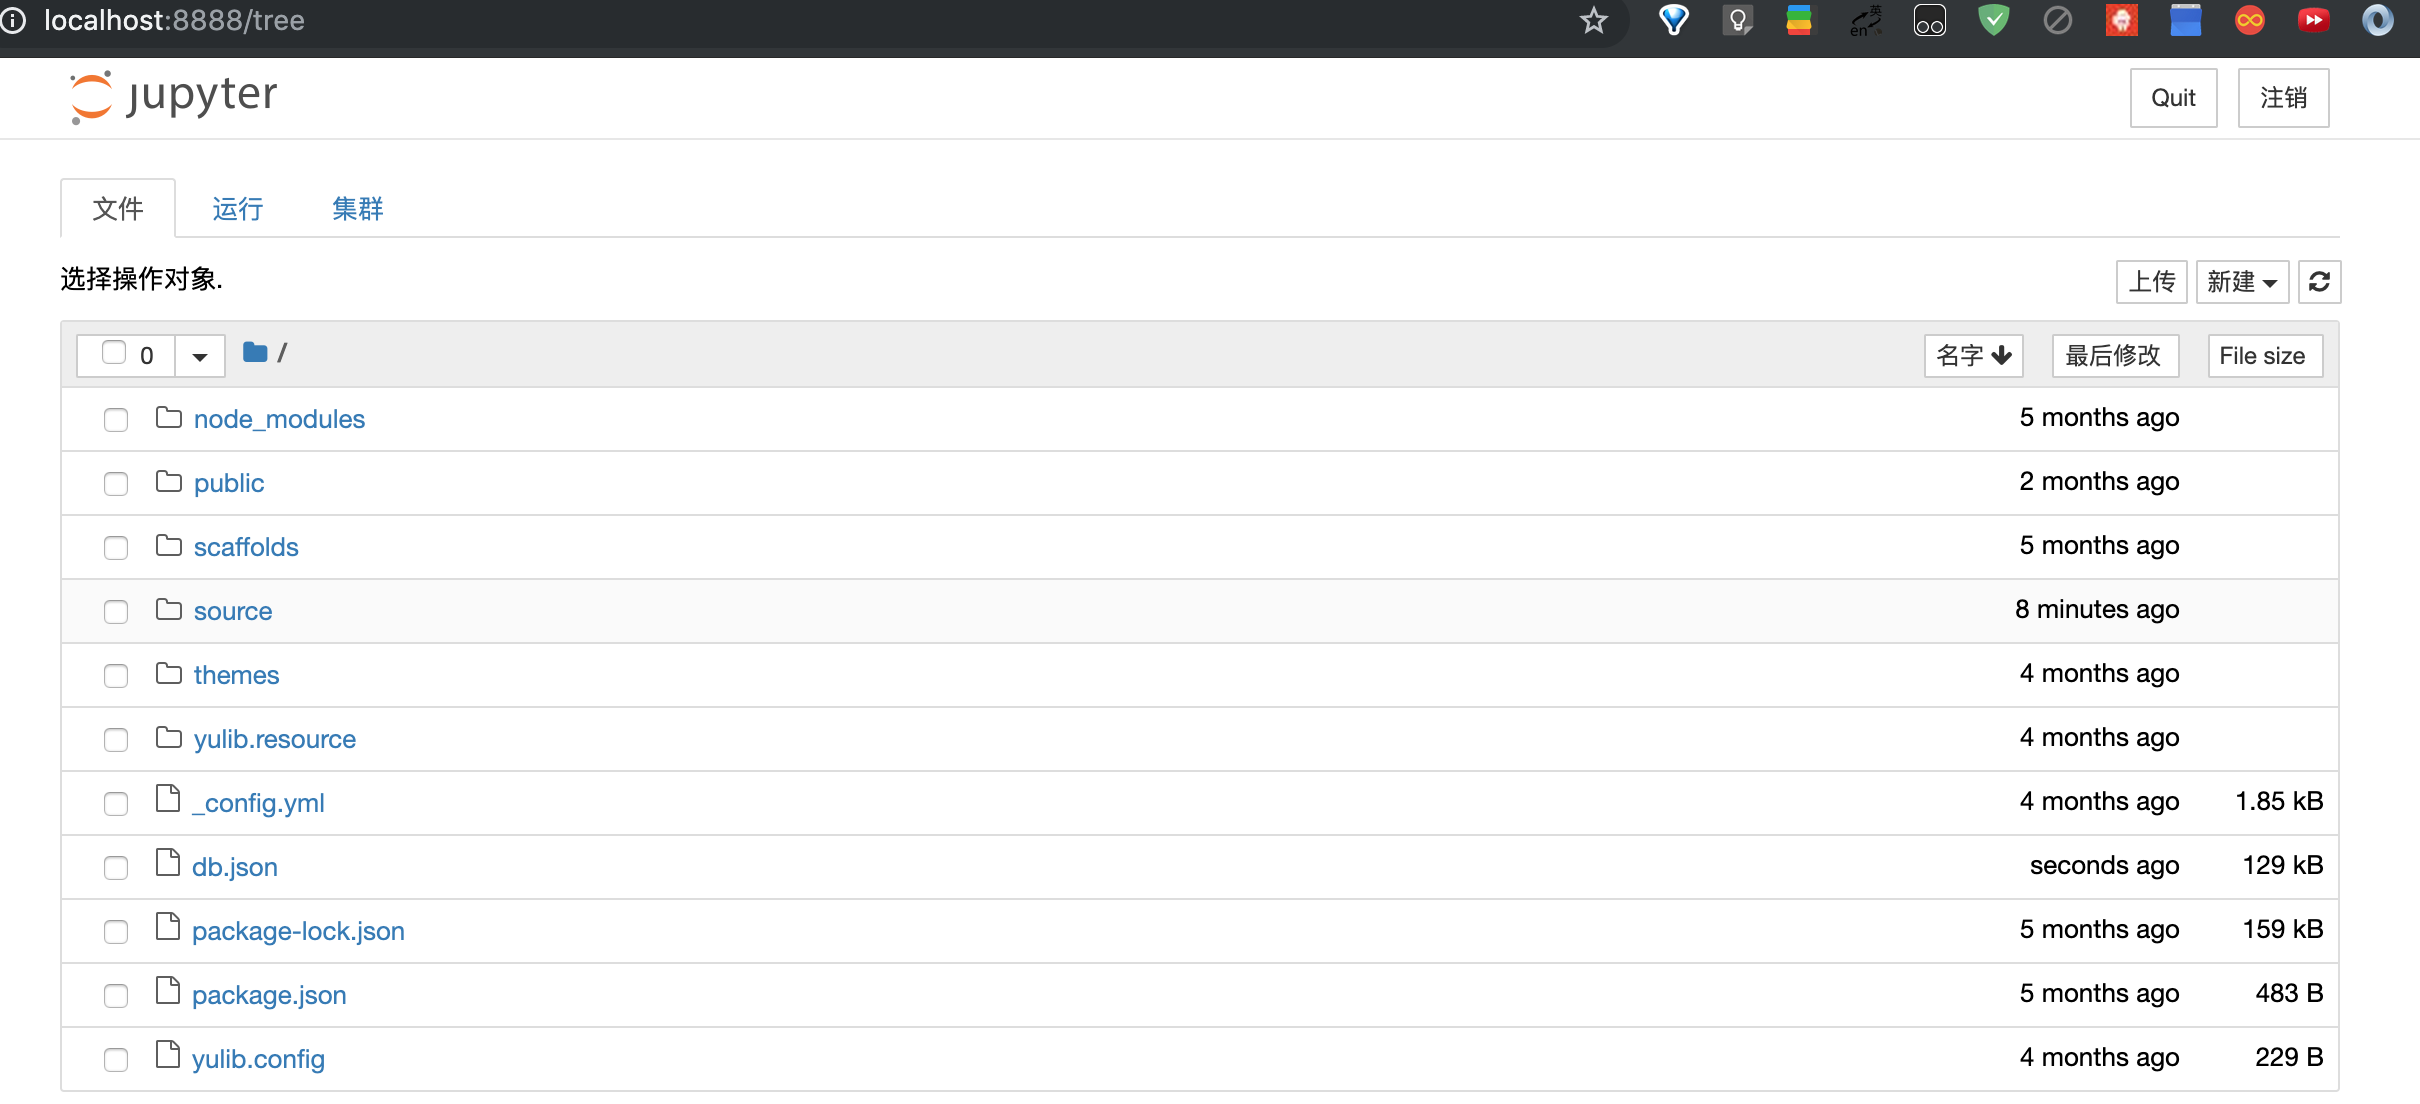 localhost:8888/tree
英
en
jupyter
Quit
注销
文件
运行
集群
选择操作对象.
上传
新建
0
/
名字
最后修改
File size
node_modules
5 months ago
public
2 months ago
scaffolds
5 months ago
source
8 minutes ago
themes
4 months ago
yulib.resource
4 months ago
_config.yml
4 months ago
1.85 kB
db.json
seconds ago
129 kB
package-lock.json
5 months ago
159 kB
package.json
5 months ago
483 B
yulib.config
4 months ago
229 B